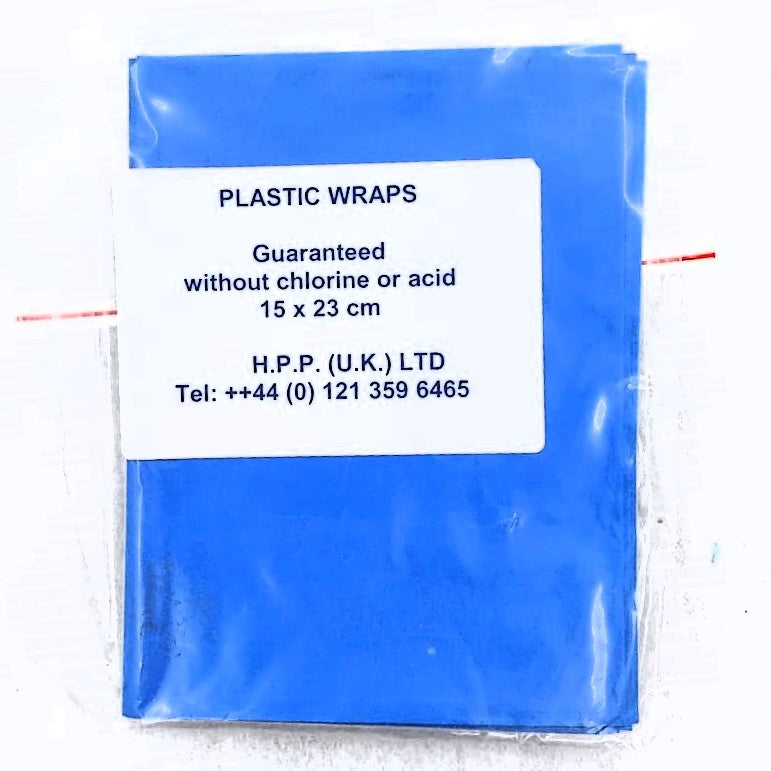 PLASTIC WRAPS
Guaranteed
without chlorine or acid
15 x 23 cm
H.P.P. (U.K.) LTD
Tel: ++44 (0) 121 359 6465